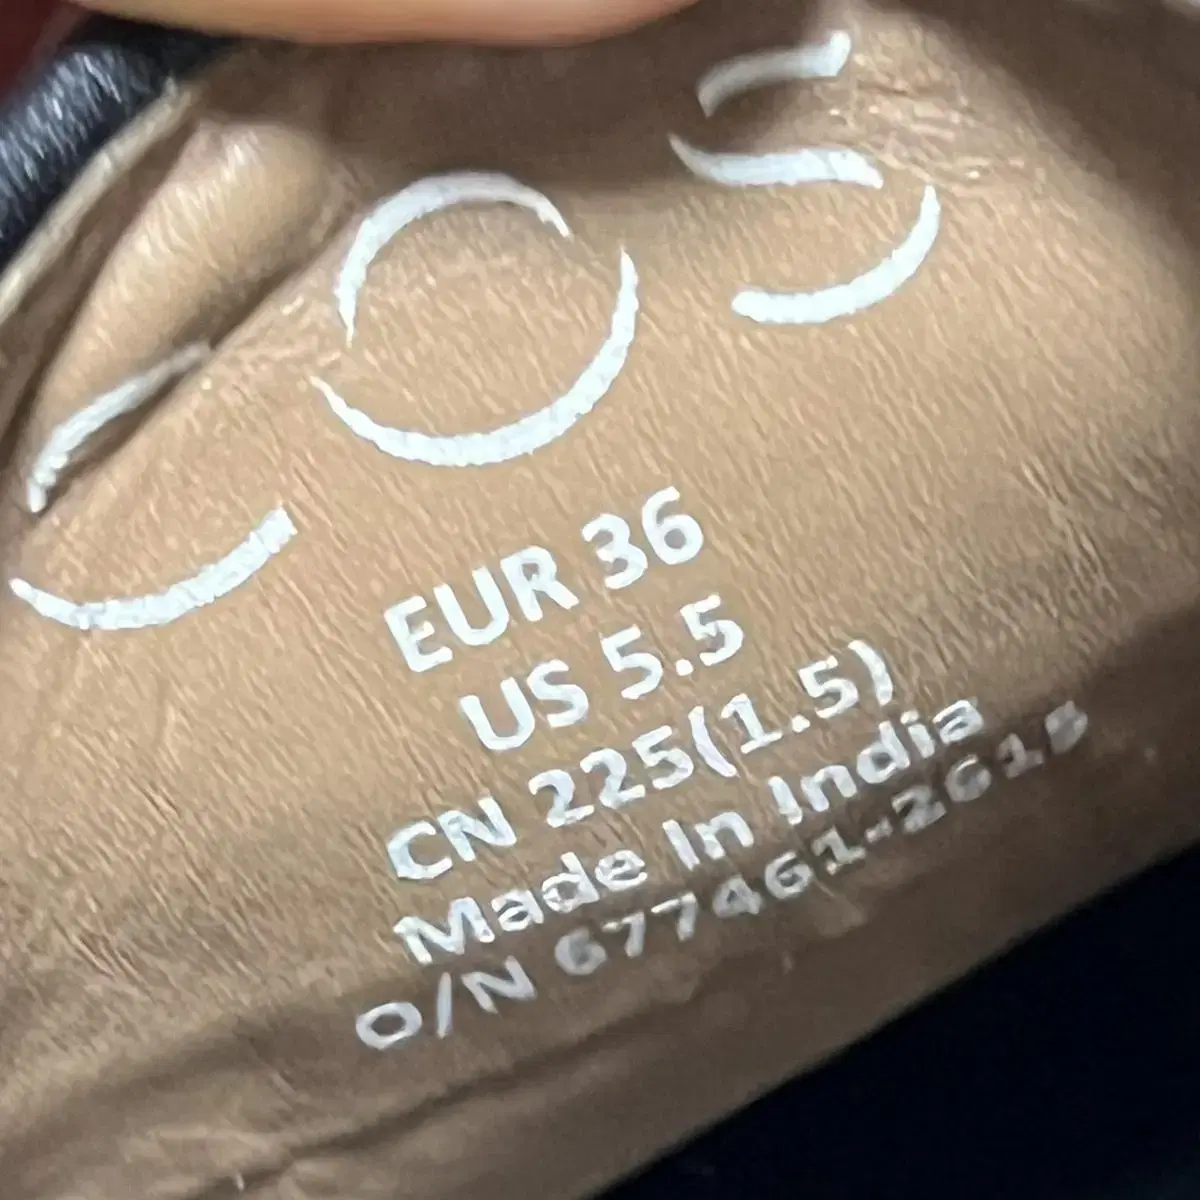 COS
EUR 36
US 5.5
CN 225(1.5)
Made In India
O/N 677461-2618